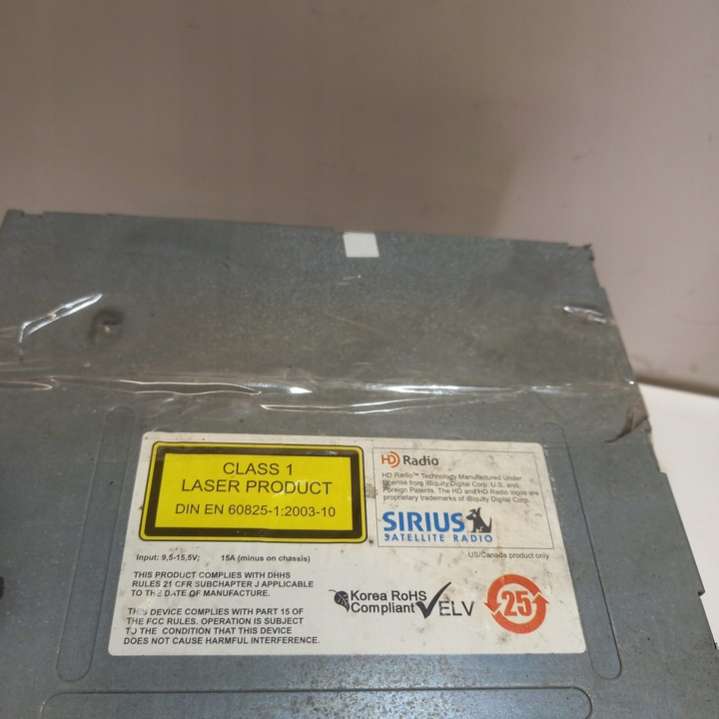 CLASS 1
LASER PRODUCT
DIN EN 60825-1:2003-10
HD Radio
HD Radio™ Technology Manufactured Under
license from iBiquity Digital Corp. U.S. and
Foreign Patents. The HD and HD Radio logos are
proprietary trademarks of iBiquity Digital Corp.
SIRIUS
SATELLITE RADIO
US/Canada product only
Input: 9,5-15,5V; 15A (minus on chassis)
THIS PRODUCT COMPLIES WITH DHHS
RULES 21 CFR SUBCHAPTER J APPLICABLE
TO THE DATE OF MANUFACTURE.
THIS DEVICE COMPLIES WITH PART 15 OF
THE FCC RULES. OPERATION IS SUBJECT
TO THE CONDITION THAT THIS DEVICE
DOES NOT CAUSE HARMFUL INTERFERENCE.
Korea RoHS
Compliant
ELV
25